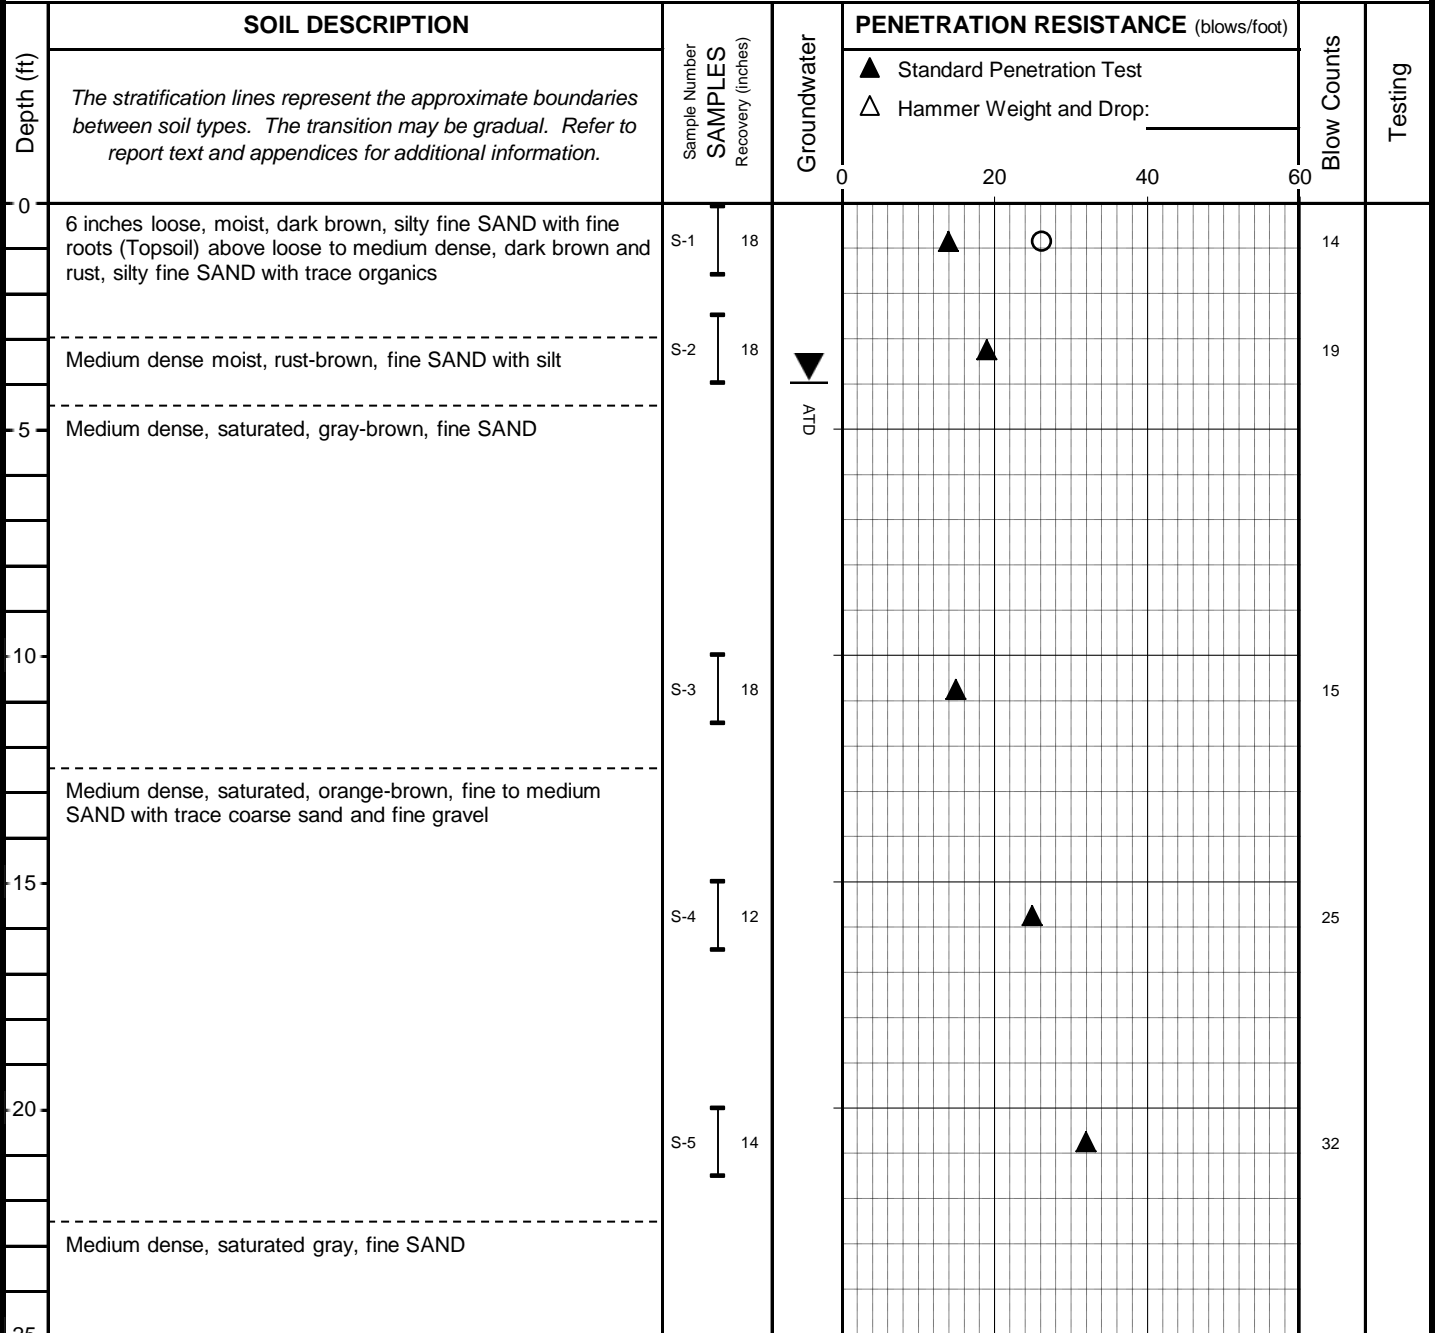 Depth (ft)
SOIL DESCRIPTION
The stratification lines represent the approximate boundaries
between soil types. The transition may be gradual. Refer to
report text and appendices for additional information.
Sample Number
SAMPLES
Recovery (inches)
Groundwater
PENETRATION RESISTANCE (blows/foot)
▲ Standard Penetration Test
△ Hammer Weight and Drop:
0 20 40 60
Blow Counts
Testing
0
6 inches loose, moist, dark brown, silty fine SAND with fine
roots (Topsoil) above loose to medium dense, dark brown and
rust, silty fine SAND with trace organics
S-1 18 14
Medium dense moist, rust-brown, fine SAND with silt
S-2 18 19
ATD
5
Medium dense, saturated, gray-brown, fine SAND
10
S-3 18 15
Medium dense, saturated, orange-brown, fine to medium
SAND with trace coarse sand and fine gravel
15
S-4 12 25
20
S-5 14 32
Medium dense, saturated gray, fine SAND
25